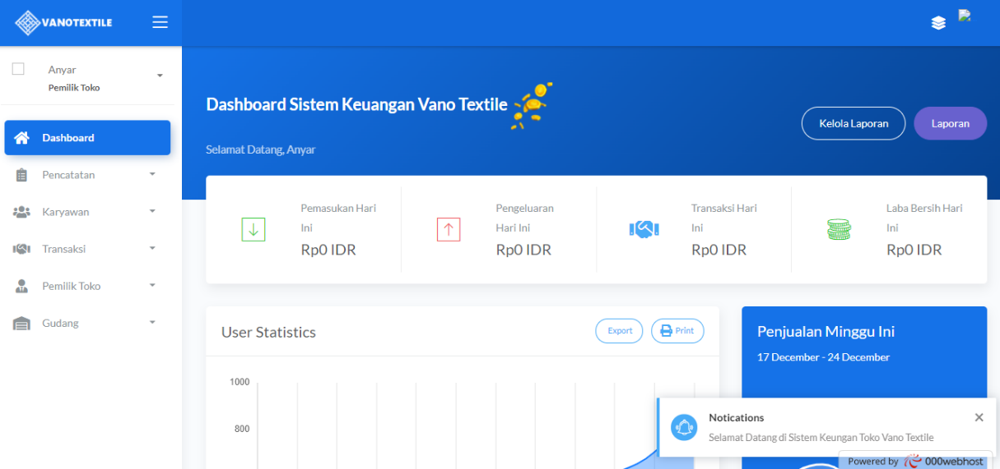 VANOTEXTILE
Anyar
Pemilik Toko
Dashboard
Pencatatan
Karyawan
Transaksi
Pemilik Toko
Gudang
Dashboard Sistem Keuangan Vano Textile
Selamat Datang, Anyar
Kelola Laporan
Laporan
Pemasukan Hari
Ini
Rp0 IDR
Pengeluaran
Hari Ini
Rp0 IDR
Transaksi Hari
Ini
Rp0 IDR
Laba Bersih Hari
Ini
Rp0 IDR
User Statistics
Export
Print
1000
800
Penjualan Minggu Ini
17 December - 24 December
Notications
Selamat Datang di Sistem Keungan Toko Vano Textile
Powered by 000webhost